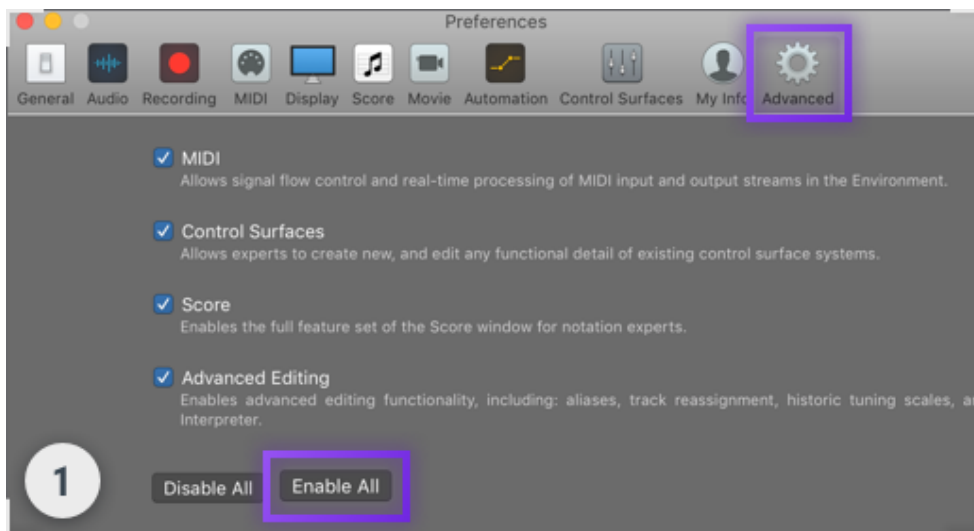 Preferences
General Audio Recording MIDI Display Score Movie Automation Control Surfaces My Info Advanced
MIDI
Allows signal flow control and real-time processing of MIDI input and output streams in the Environment.
Control Surfaces
Allows experts to create new, and edit any functional detail of existing control surface systems.
Score
Enables the full feature set of the Score window for notation experts.
Advanced Editing
Enables advanced editing functionality, including: aliases, track reassignment, historic tuning scales,
Interpreter.
1 Disable All Enable All